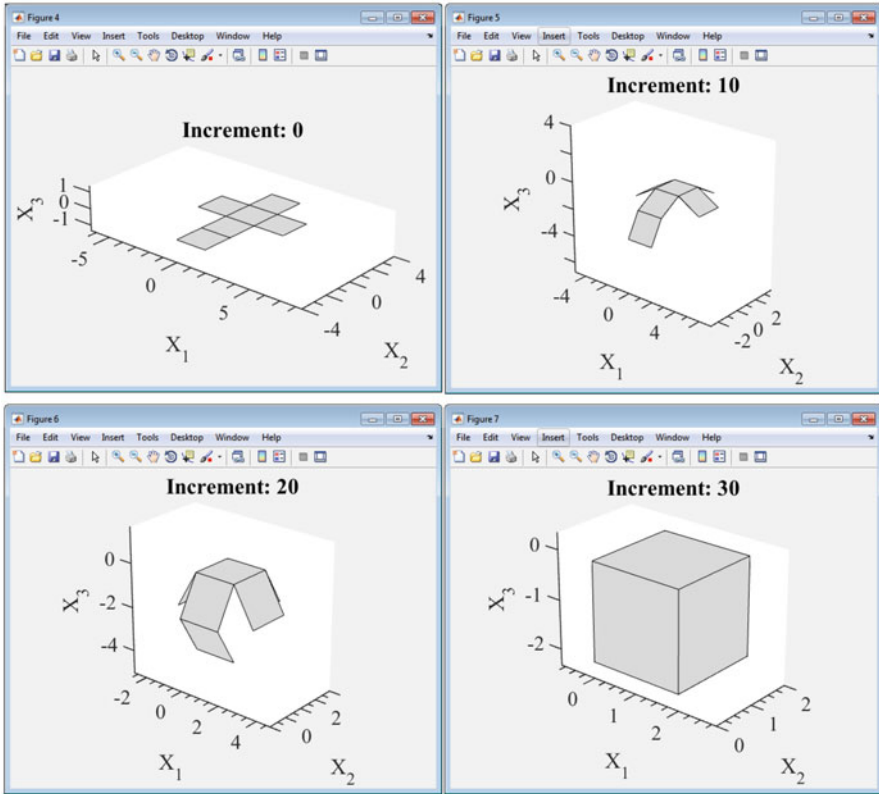 Figure 4
File Edit View Insert Tools Desktop Window Help
Increment: 0
1
0
-1
X3
-5
0
5
X1
-4
0
4
X2
Figure 5
File Edit View Insert Tools Desktop Window Help
Increment: 10
4
0
-4
X3
-4
0
4
X1
-2
0
2
X2
Figure 6
File Edit View Insert Tools Desktop Window Help
Increment: 20
0
-2
-4
X3
-2
0
2
4
X1
0
2
X2
Figure 7
File Edit View Insert Tools Desktop Window Help
Increment: 30
0
-1
-2
X3
0
1
2
X1
0
1
2
X2